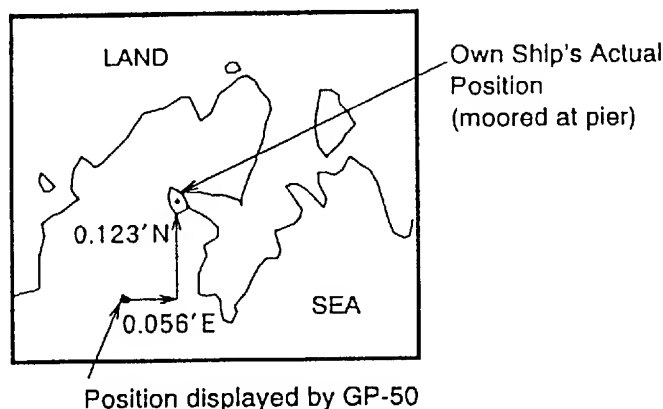 LAND
Own Ship's Actual
Position
(moored at pier)
0.123′N
0.056′E
SEA
Position displayed by GP-50